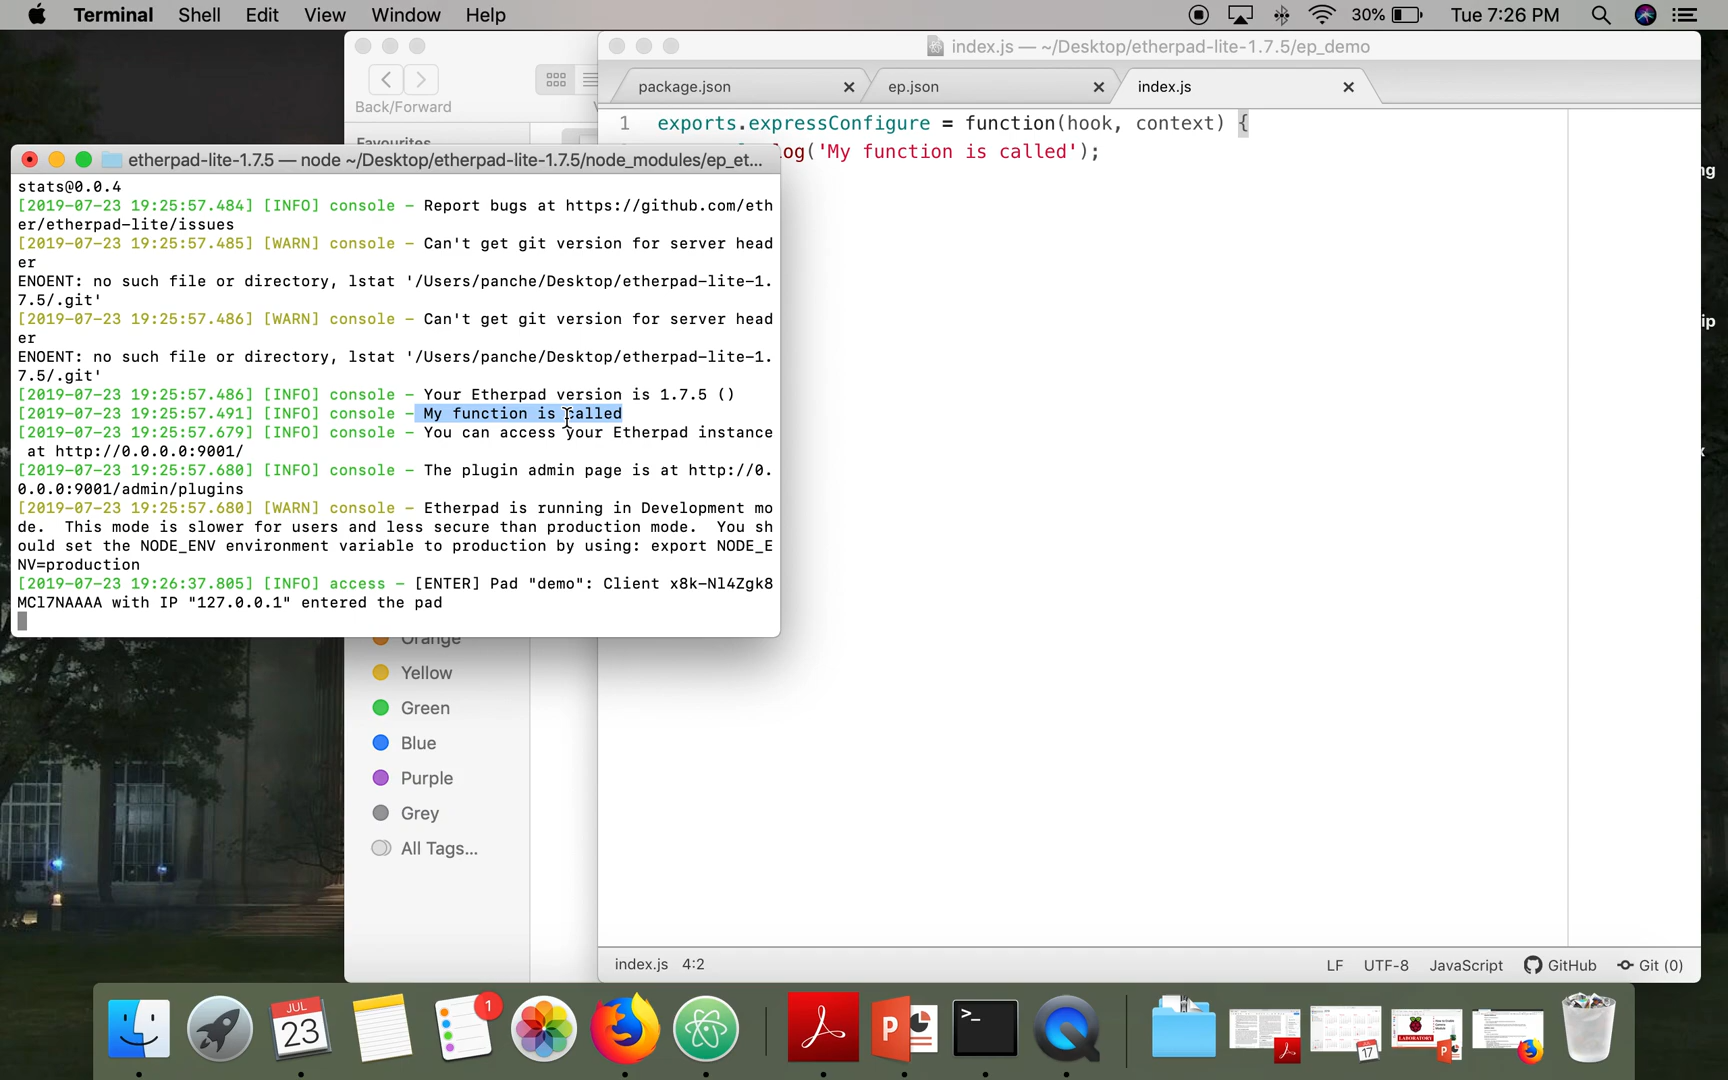 Terminal Shell Edit View Window Help 30% Tue 7:26 PM
index.js — ~/Desktop/etherpad-lite-1.7.5/ep_demo
Back/Forward
package.json
ep.json
index.js
Favourites
1 exports.expressConfigure = function(hook, context) {
log('My function is called');
etherpad-lite-1.7.5 — node ~/Desktop/etherpad-lite-1.7.5/node_modules/ep_et...
stats@0.0.4
[2019-07-23 19:25:57.484] [INFO] console - Report bugs at https://github.com/eth
er/etherpad-lite/issues
[2019-07-23 19:25:57.485] [WARN] console - Can't get git version for server head
er
ENOENT: no such file or directory, lstat '/Users/panche/Desktop/etherpad-lite-1.
7.5/.git'
[2019-07-23 19:25:57.486] [WARN] console - Can't get git version for server head
er
ENOENT: no such file or directory, lstat '/Users/panche/Desktop/etherpad-lite-1.
7.5/.git'
[2019-07-23 19:25:57.486] [INFO] console - Your Etherpad version is 1.7.5 ()
[2019-07-23 19:25:57.491] [INFO] console - My function is called
[2019-07-23 19:25:57.679] [INFO] console - You can access your Etherpad instance
at http://0.0.0.0:9001/
[2019-07-23 19:25:57.680] [INFO] console - The plugin admin page is at http://0.
0.0.0:9001/admin/plugins
[2019-07-23 19:25:57.680] [WARN] console - Etherpad is running in Development mo
de.  This mode is slower for users and less secure than production mode.  You sh
ould set the NODE_ENV environment variable to production by using: export NODE_E
NV=production
[2019-07-23 19:26:37.805] [INFO] access - [ENTER] Pad "demo": Client x8k-Nl4Zgk8
MCl7NAAAA with IP "127.0.0.1" entered the pad
Orange
Yellow
Green
Blue
Purple
Grey
All Tags...
ng
ip
index.js 4:2
LF UTF-8 JavaScript GitHub Git (0)
JUL
23
1
P
>_
17
LABORATORY
P